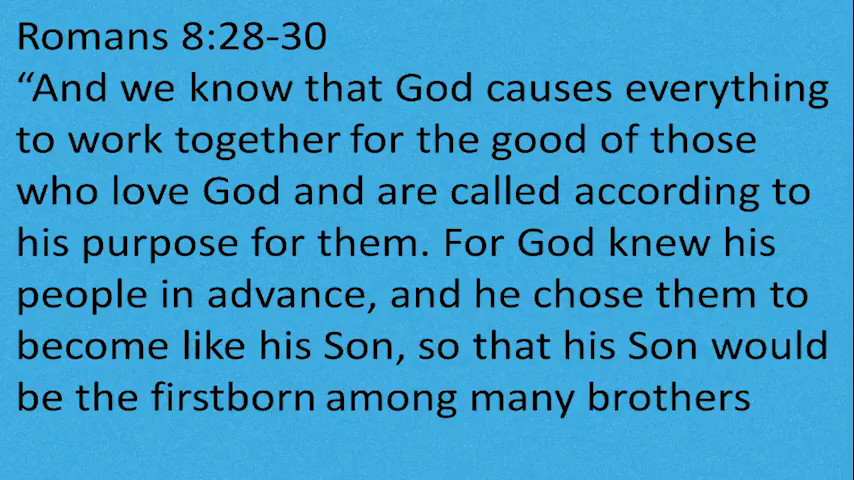 Romans 8:28-30
“And we know that God causes everything
to work together for the good of those
who love God and are called according to
his purpose for them. For God knew his
people in advance, and he chose them to
become like his Son, so that his Son would
be the firstborn among many brothers